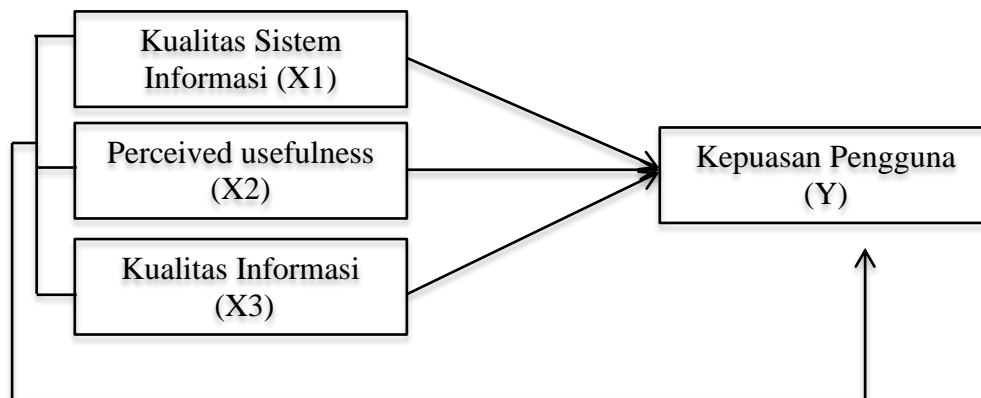 Kualitas Sistem
Informasi (X1)
Perceived usefulness
(X2)
Kualitas Informasi
(X3)
Kepuasan Pengguna
(Y)